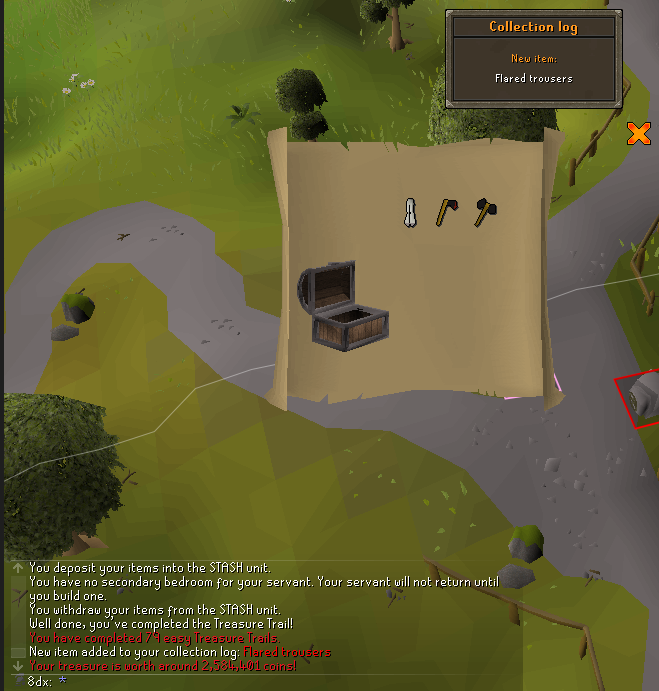 Collection log
New item:
Flared trousers
You deposit your items into the STASH unit.
You have no secondary bedroom for your servant. Your servant will not return until
you build one.
You withdraw your items from the STASH unit.
Well done, you've completed the Treasure Trail!
You have completed 79 easy Treasure Trails.
New item added to your collection log: Flared trousers
Your treasure is worth around 2,534,401 coins!
8dx: *